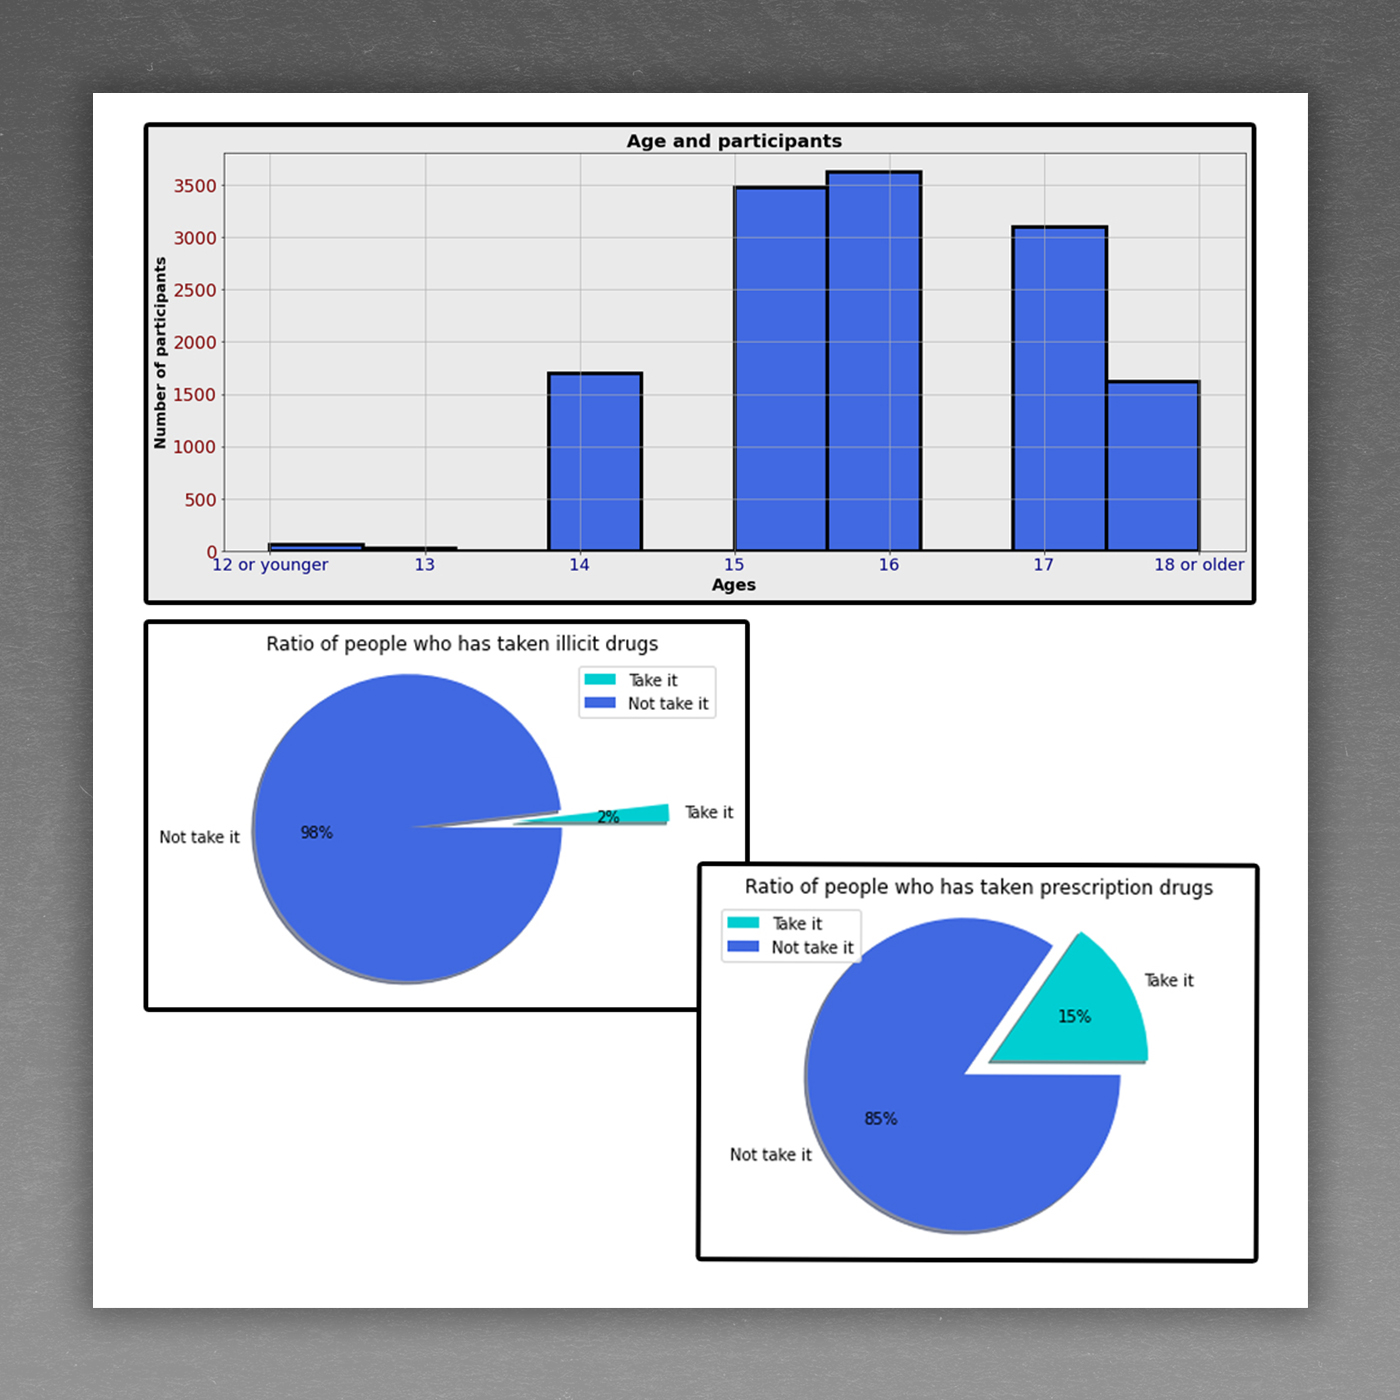 Age and participants
Number of participants
3500
3000
2500
2000
1500
1000
500
0
12 or younger 13 14 15 16 17 18 or older
Ages
Ratio of people who has taken illicit drugs
Take it
Not take it
Not take it
98%
2%
Take it
Ratio of people who has taken prescription drugs
Take it
Not take it
Take it
15%
85%
Not take it